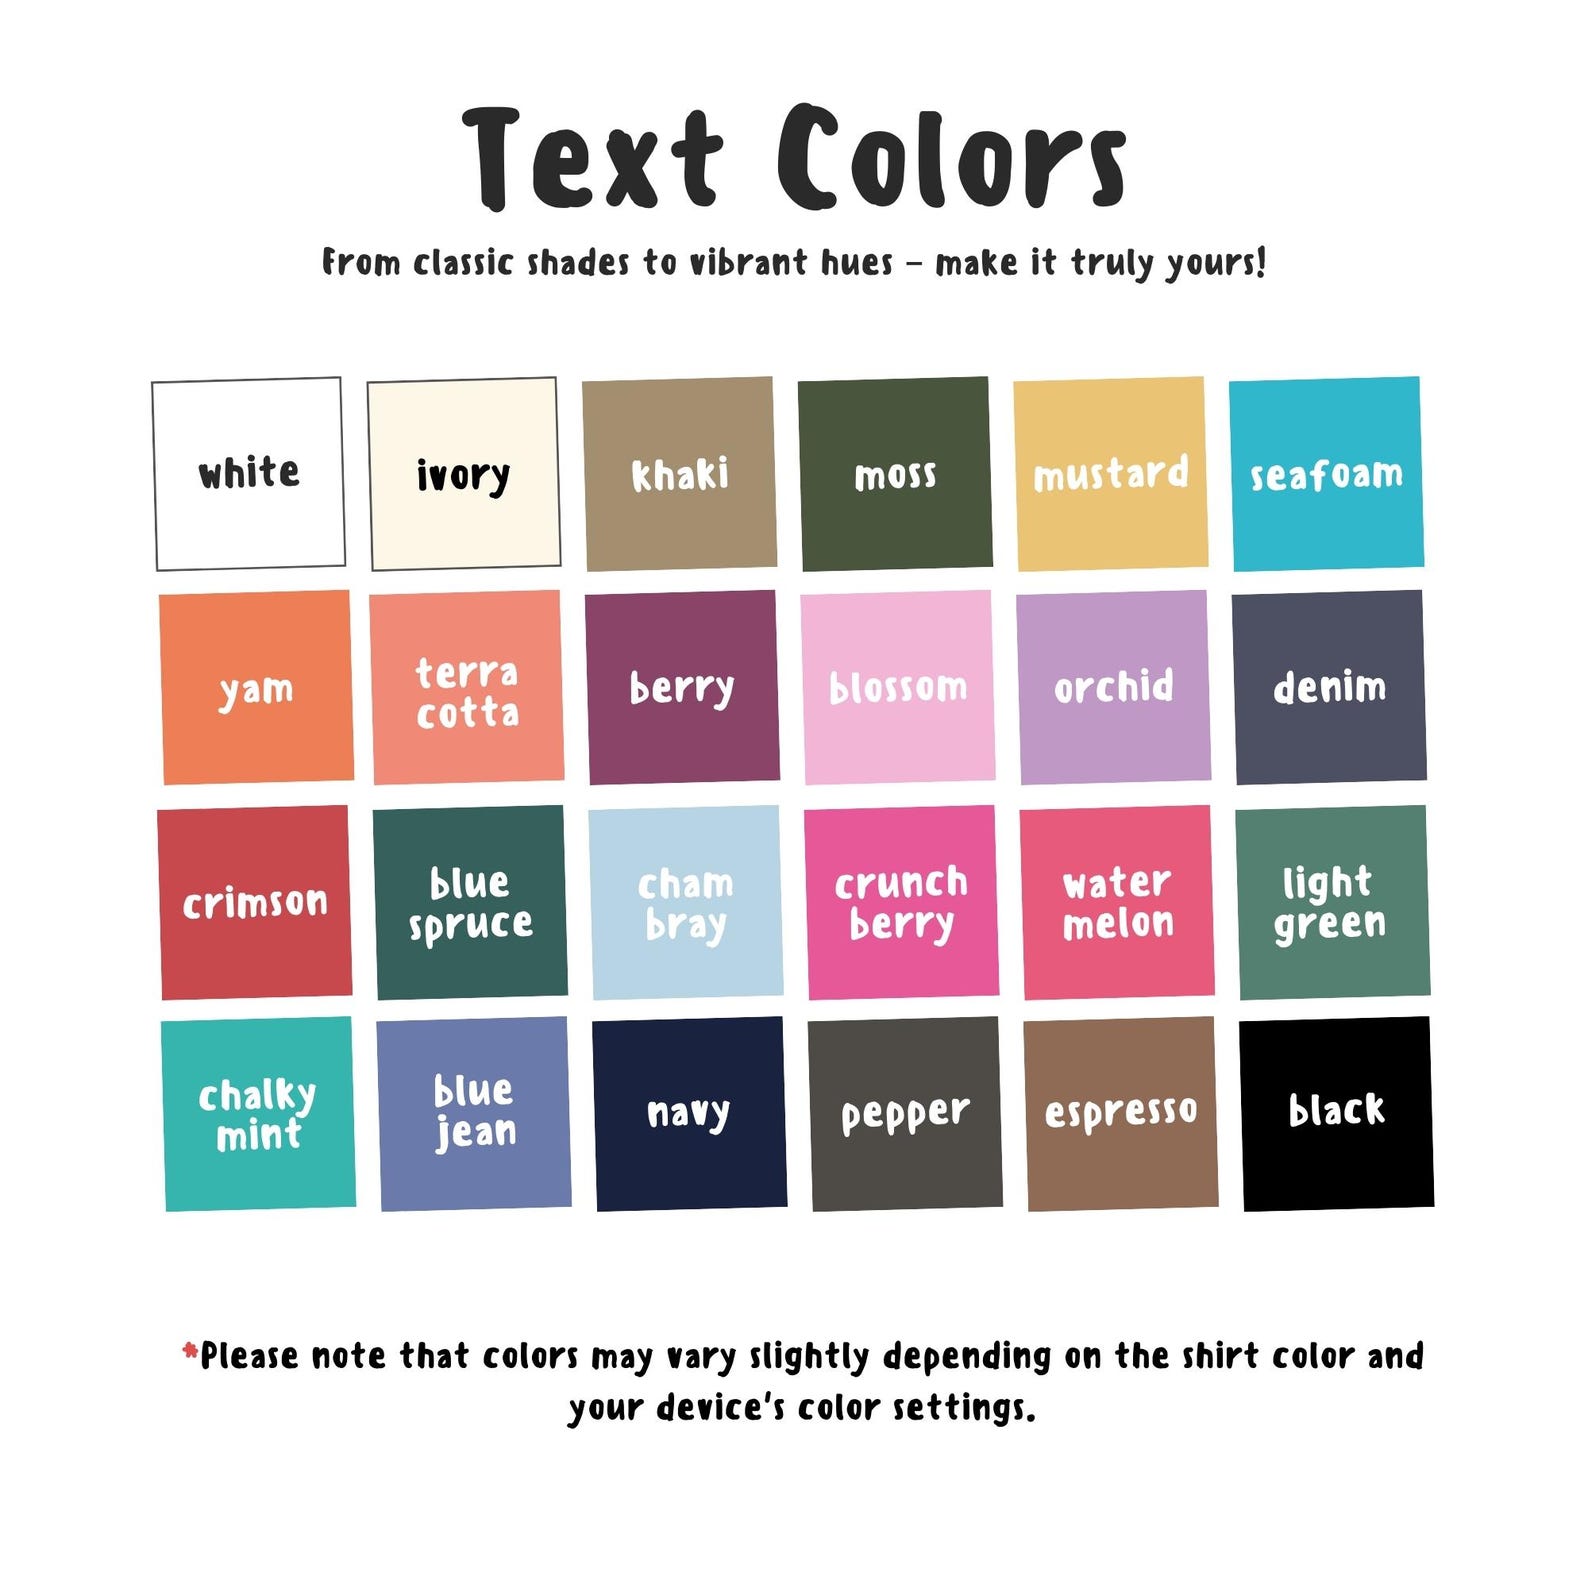 Text Colors
From classic shades to vibrant hues – make it truly yours!
white
ivory
khaki
moss
mustard
seafoam
yam
terra
cotta
berry
blossom
orchid
denim
crimson
blue
spruce
cham
bray
crunch
berry
water
melon
light
green
chalky
mint
blue
jean
navy
pepper
espresso
black
*Please note that colors may vary slightly depending on the shirt color and
your device's color settings.